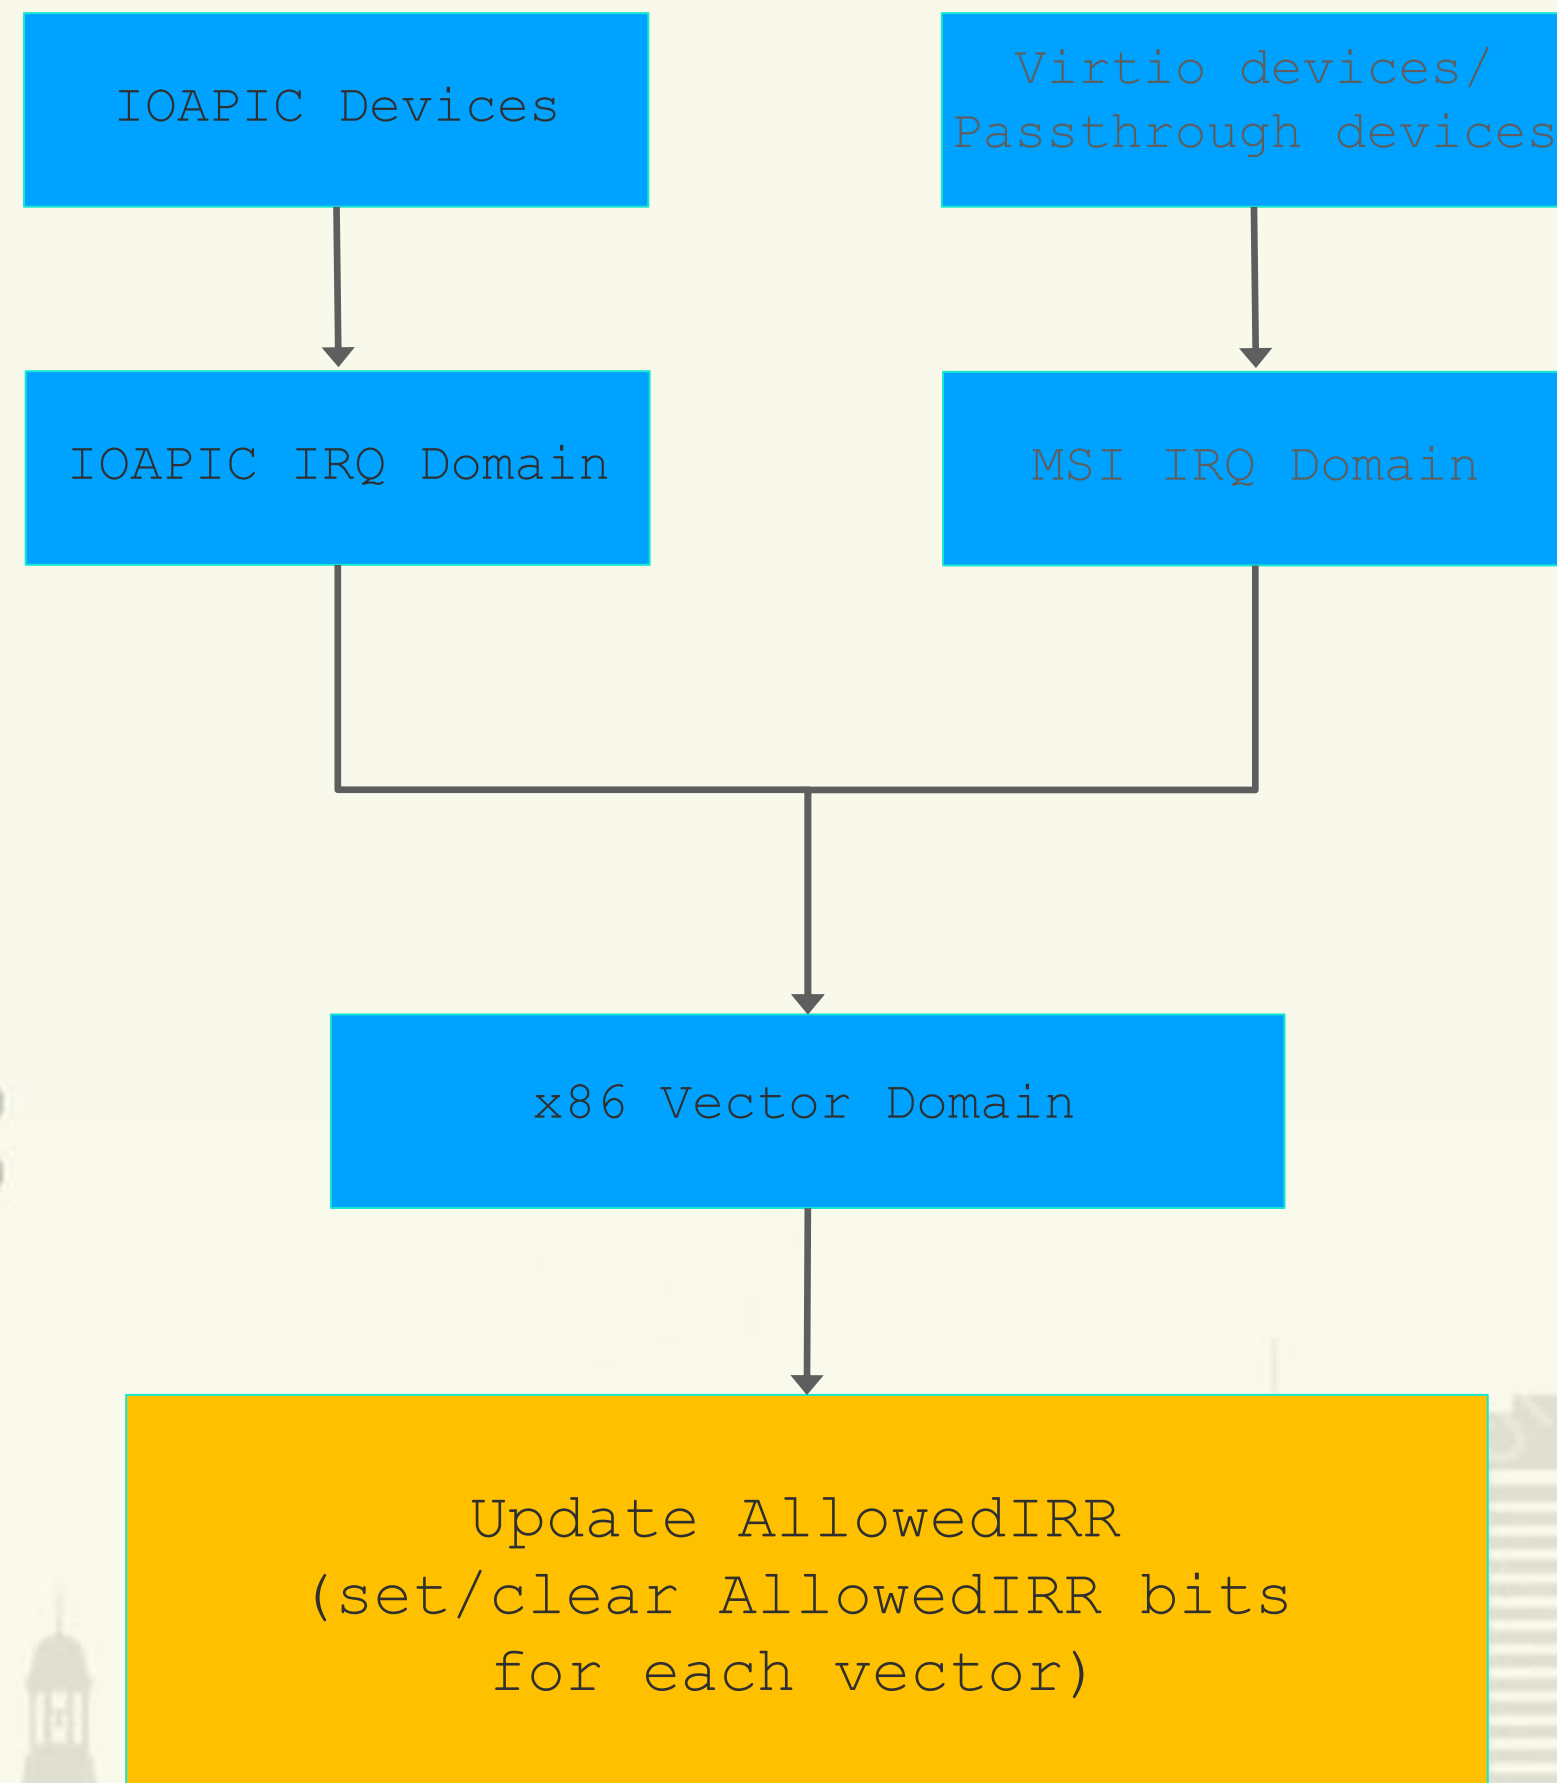 IOAPIC Devices
Virtio devices/
Passthrough devices
IOAPIC IRQ Domain
MSI IRQ Domain
x86 Vector Domain
Update AllowedIRR
(set/clear AllowedIRR bits
for each vector)